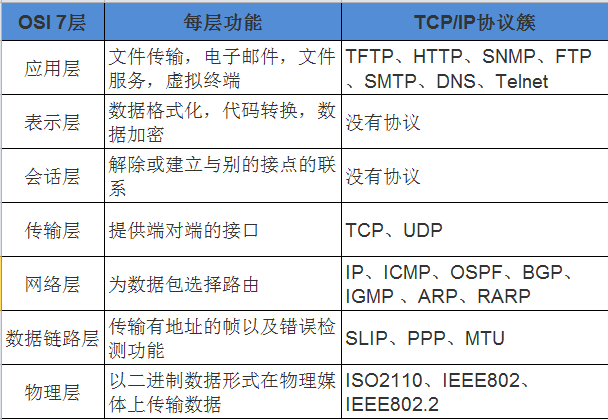 OSI 7层 每层功能 TCP/IP协议簇
应用层 文件传输，电子邮件，文件服务，虚拟终端 TFTP、HTTP、SNMP、FTP、SMTP、DNS、Telnet
表示层 数据格式化，代码转换，数据加密 没有协议
会话层 解除或建立与别的接点的联系 没有协议
传输层 提供端对端的接口 TCP、UDP
网络层 为数据包选择路由 IP、ICMP、OSPF、BGP、IGMP 、ARP、RARP
数据链路层 传输有地址的帧以及错误检测功能 SLIP、PPP、MTU
物理层 以二进制数据形式在物理媒体上传输数据 ISO2110、IEEE802、IEEE802.2